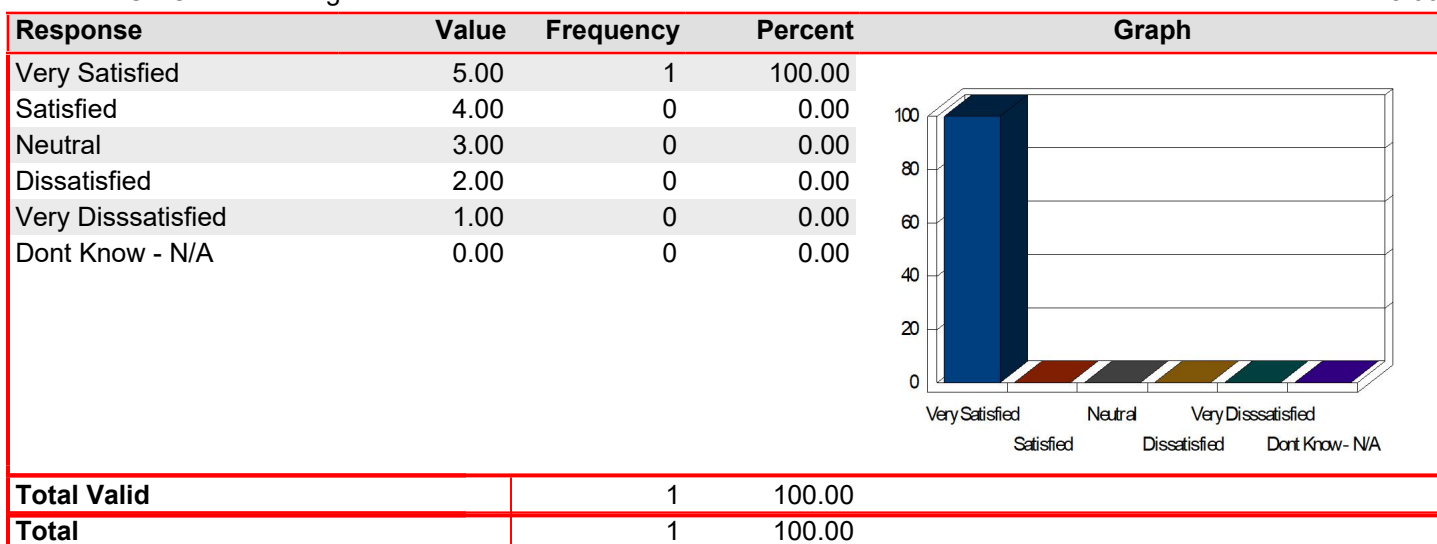 Response Value Frequency Percent Graph
Very Satisfied 5.00 1 100.00
Satisfied 4.00 0 0.00
Neutral 3.00 0 0.00
Dissatisfied 2.00 0 0.00
Very Disssatisfied 1.00 0 0.00
Dont Know - N/A 0.00 0 0.00
100
80
60
40
20
0
Very Satisfied Neutral Very Disssatisfied
Satisfied Dissatisfied Dont Know - N/A
Total Valid 1 100.00
Total 1 100.00